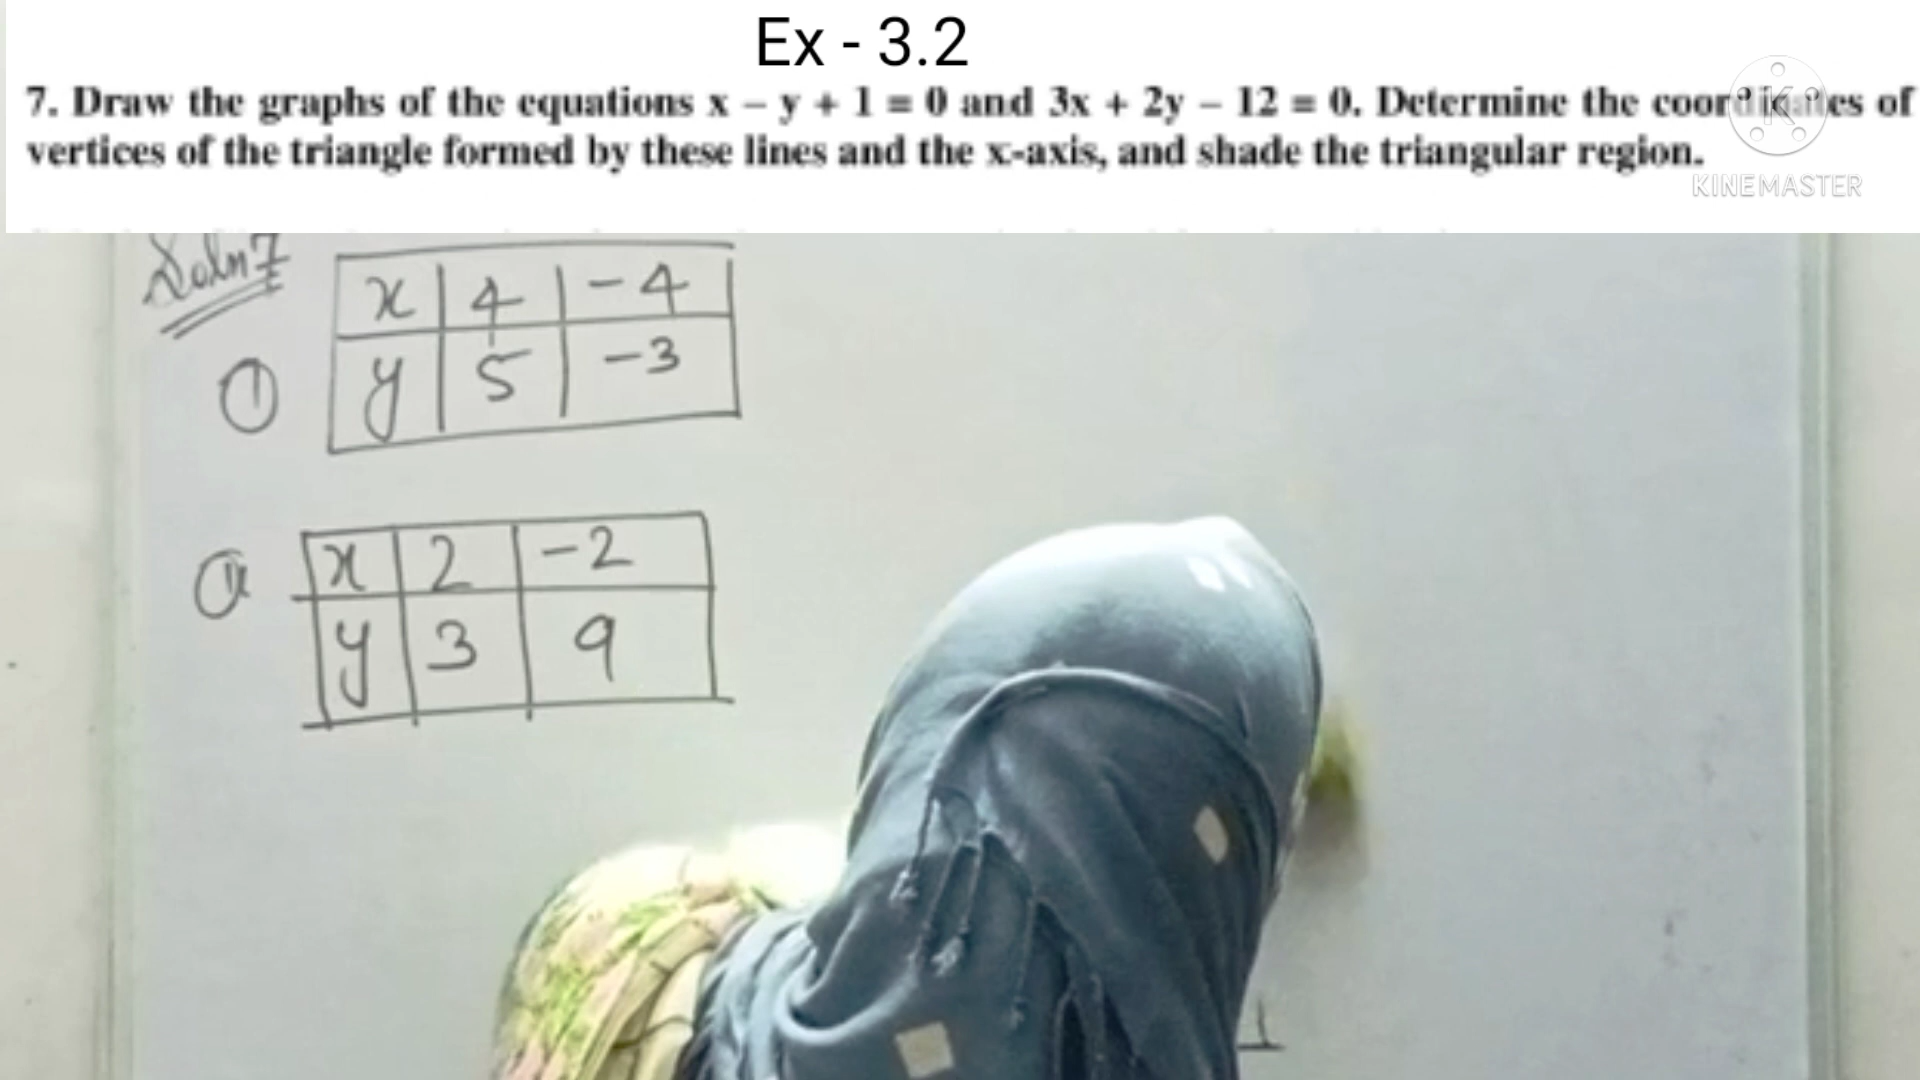 Ex - 3.2
7. Draw the graphs of the equations x – y + 1 = 0 and 3x + 2y – 12 = 0. Determine the coordinates of
vertices of the triangle formed by these lines and the x-axis, and shade the triangular region.
KINEMASTER
Soln 7
x 4 -4
① y 5 -3
x 2 -2
y 3 9